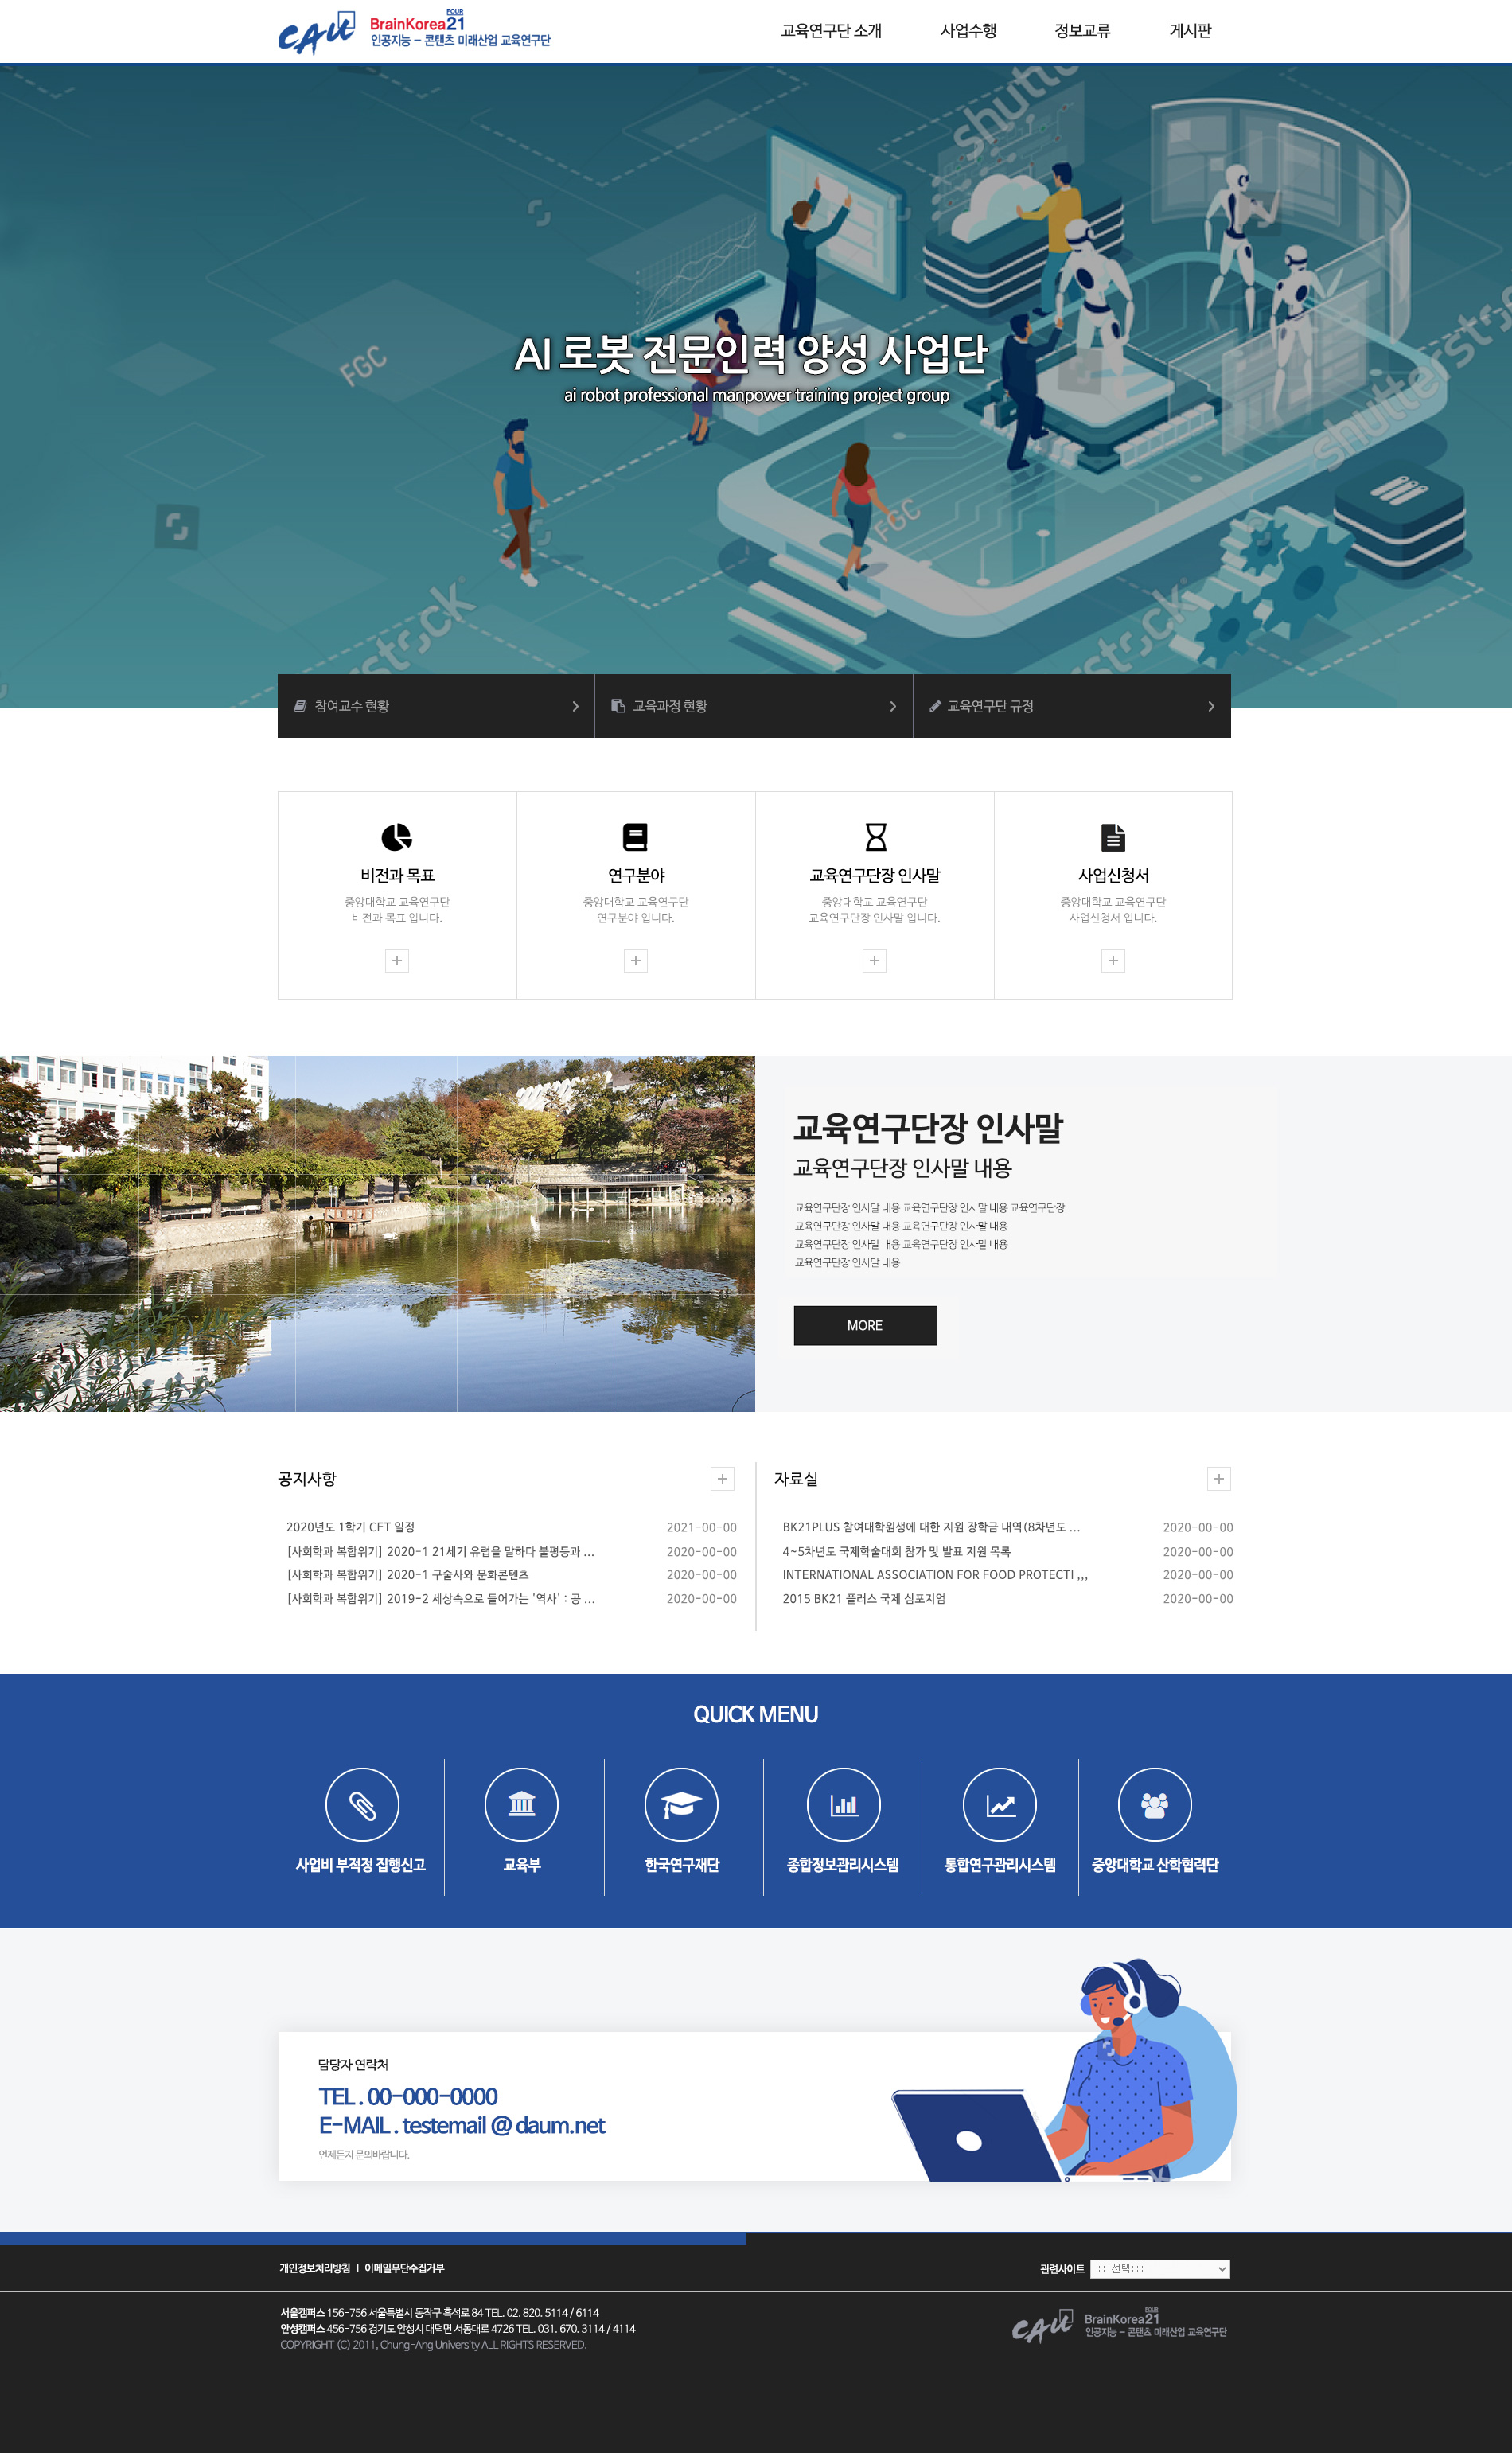 CAU BrainKorea21 FOUR
인공지능 - 콘텐츠 미래산업 교육연구단
교육연구단 소개 사업수행 정보교류 게시판
shutterstock
FGC
AI 로봇 전문인력 양성 사업단
ai robot professional manpower training project group
shutterstock
FGC
shutterstock
shutterstock
참여교수 현황
교육과정 현황
교육연구단 규정
비전과 목표
중앙대학교 교육연구단
비전과 목표 입니다.
연구분야
중앙대학교 교육연구단
연구분야 입니다.
교육연구단장 인사말
중앙대학교 교육연구단
교육연구단장 인사말 입니다.
사업신청서
중앙대학교 교육연구단
사업신청서 입니다.
교육연구단장 인사말
교육연구단장 인사말 내용
교육연구단장 인사말 내용 교육연구단장 인사말 내용 교육연구단장
교육연구단장 인사말 내용 교육연구단장 인사말 내용
교육연구단장 인사말 내용 교육연구단장 인사말 내용
교육연구단장 인사말 내용
MORE
공지사항
2020년도 1학기 CFT 일정 2021-00-00
[사회학과 복합위기] 2020-1 21세기 유럽을 말하다 불평등과 ... 2020-00-00
[사회학과 복합위기] 2020-1 구술사와 문화콘텐츠 2020-00-00
[사회학과 복합위기] 2019-2 세상속으로 들어가는 '역사' : 공 ... 2020-00-00
자료실
BK21PLUS 참여대학원생에 대한 지원 장학금 내역(8차년도 ... 2020-00-00
4~5차년도 국제학술대회 참가 및 발표 지원 목록 2020-00-00
INTERNATIONAL ASSOCIATION FOR FOOD PROTECTI ,,, 2020-00-00
2015 BK21 플러스 국제 심포지엄 2020-00-00
QUICK MENU
사업비 부적정 집행신고
교육부
한국연구재단
종합정보관리시스템
통합연구관리시스템
중앙대학교 산학협력단
담당자 연락처
TEL . 00-000-0000
E-MAIL . testemail @ daum.net
언제든지 문의바랍니다.
개인정보처리방침 | 이메일무단수집거부
관련사이트 :::선택:::
서울캠퍼스 156-756 서울특별시 동작구 흑석로 84 TEL. 02. 820. 5114 / 6114
안성캠퍼스 456-756 경기도 안성시 대덕면 서동대로 4726 TEL. 031. 670. 3114 / 4114
COPYRIGHT (C) 2011, Chung-Ang University ALL RIGHTS RESERVED.
CAU BrainKorea21 FOUR
인공지능 - 콘텐츠 미래산업 교육연구단